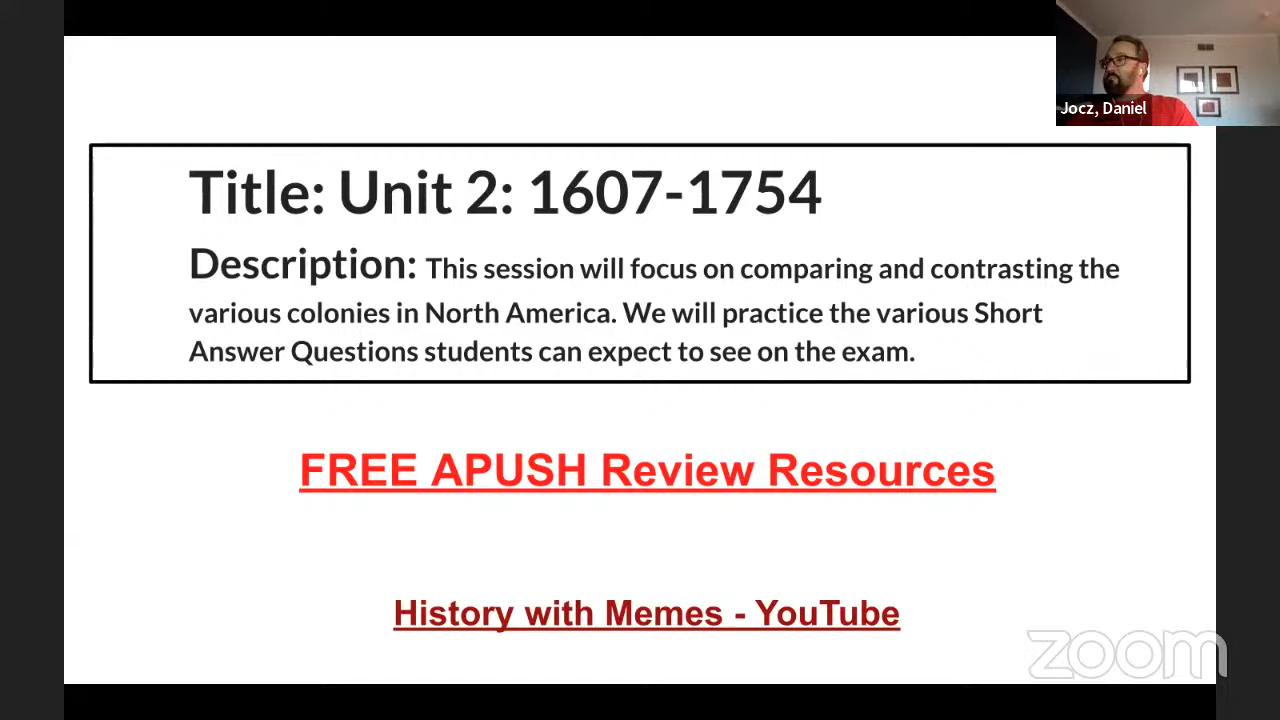 Jocz, Daniel
Title: Unit 2: 1607-1754
Description: This session will focus on comparing and contrasting the
various colonies in North America. We will practice the various Short
Answer Questions students can expect to see on the exam.
FREE APUSH Review Resources
History with Memes - YouTube
zoom